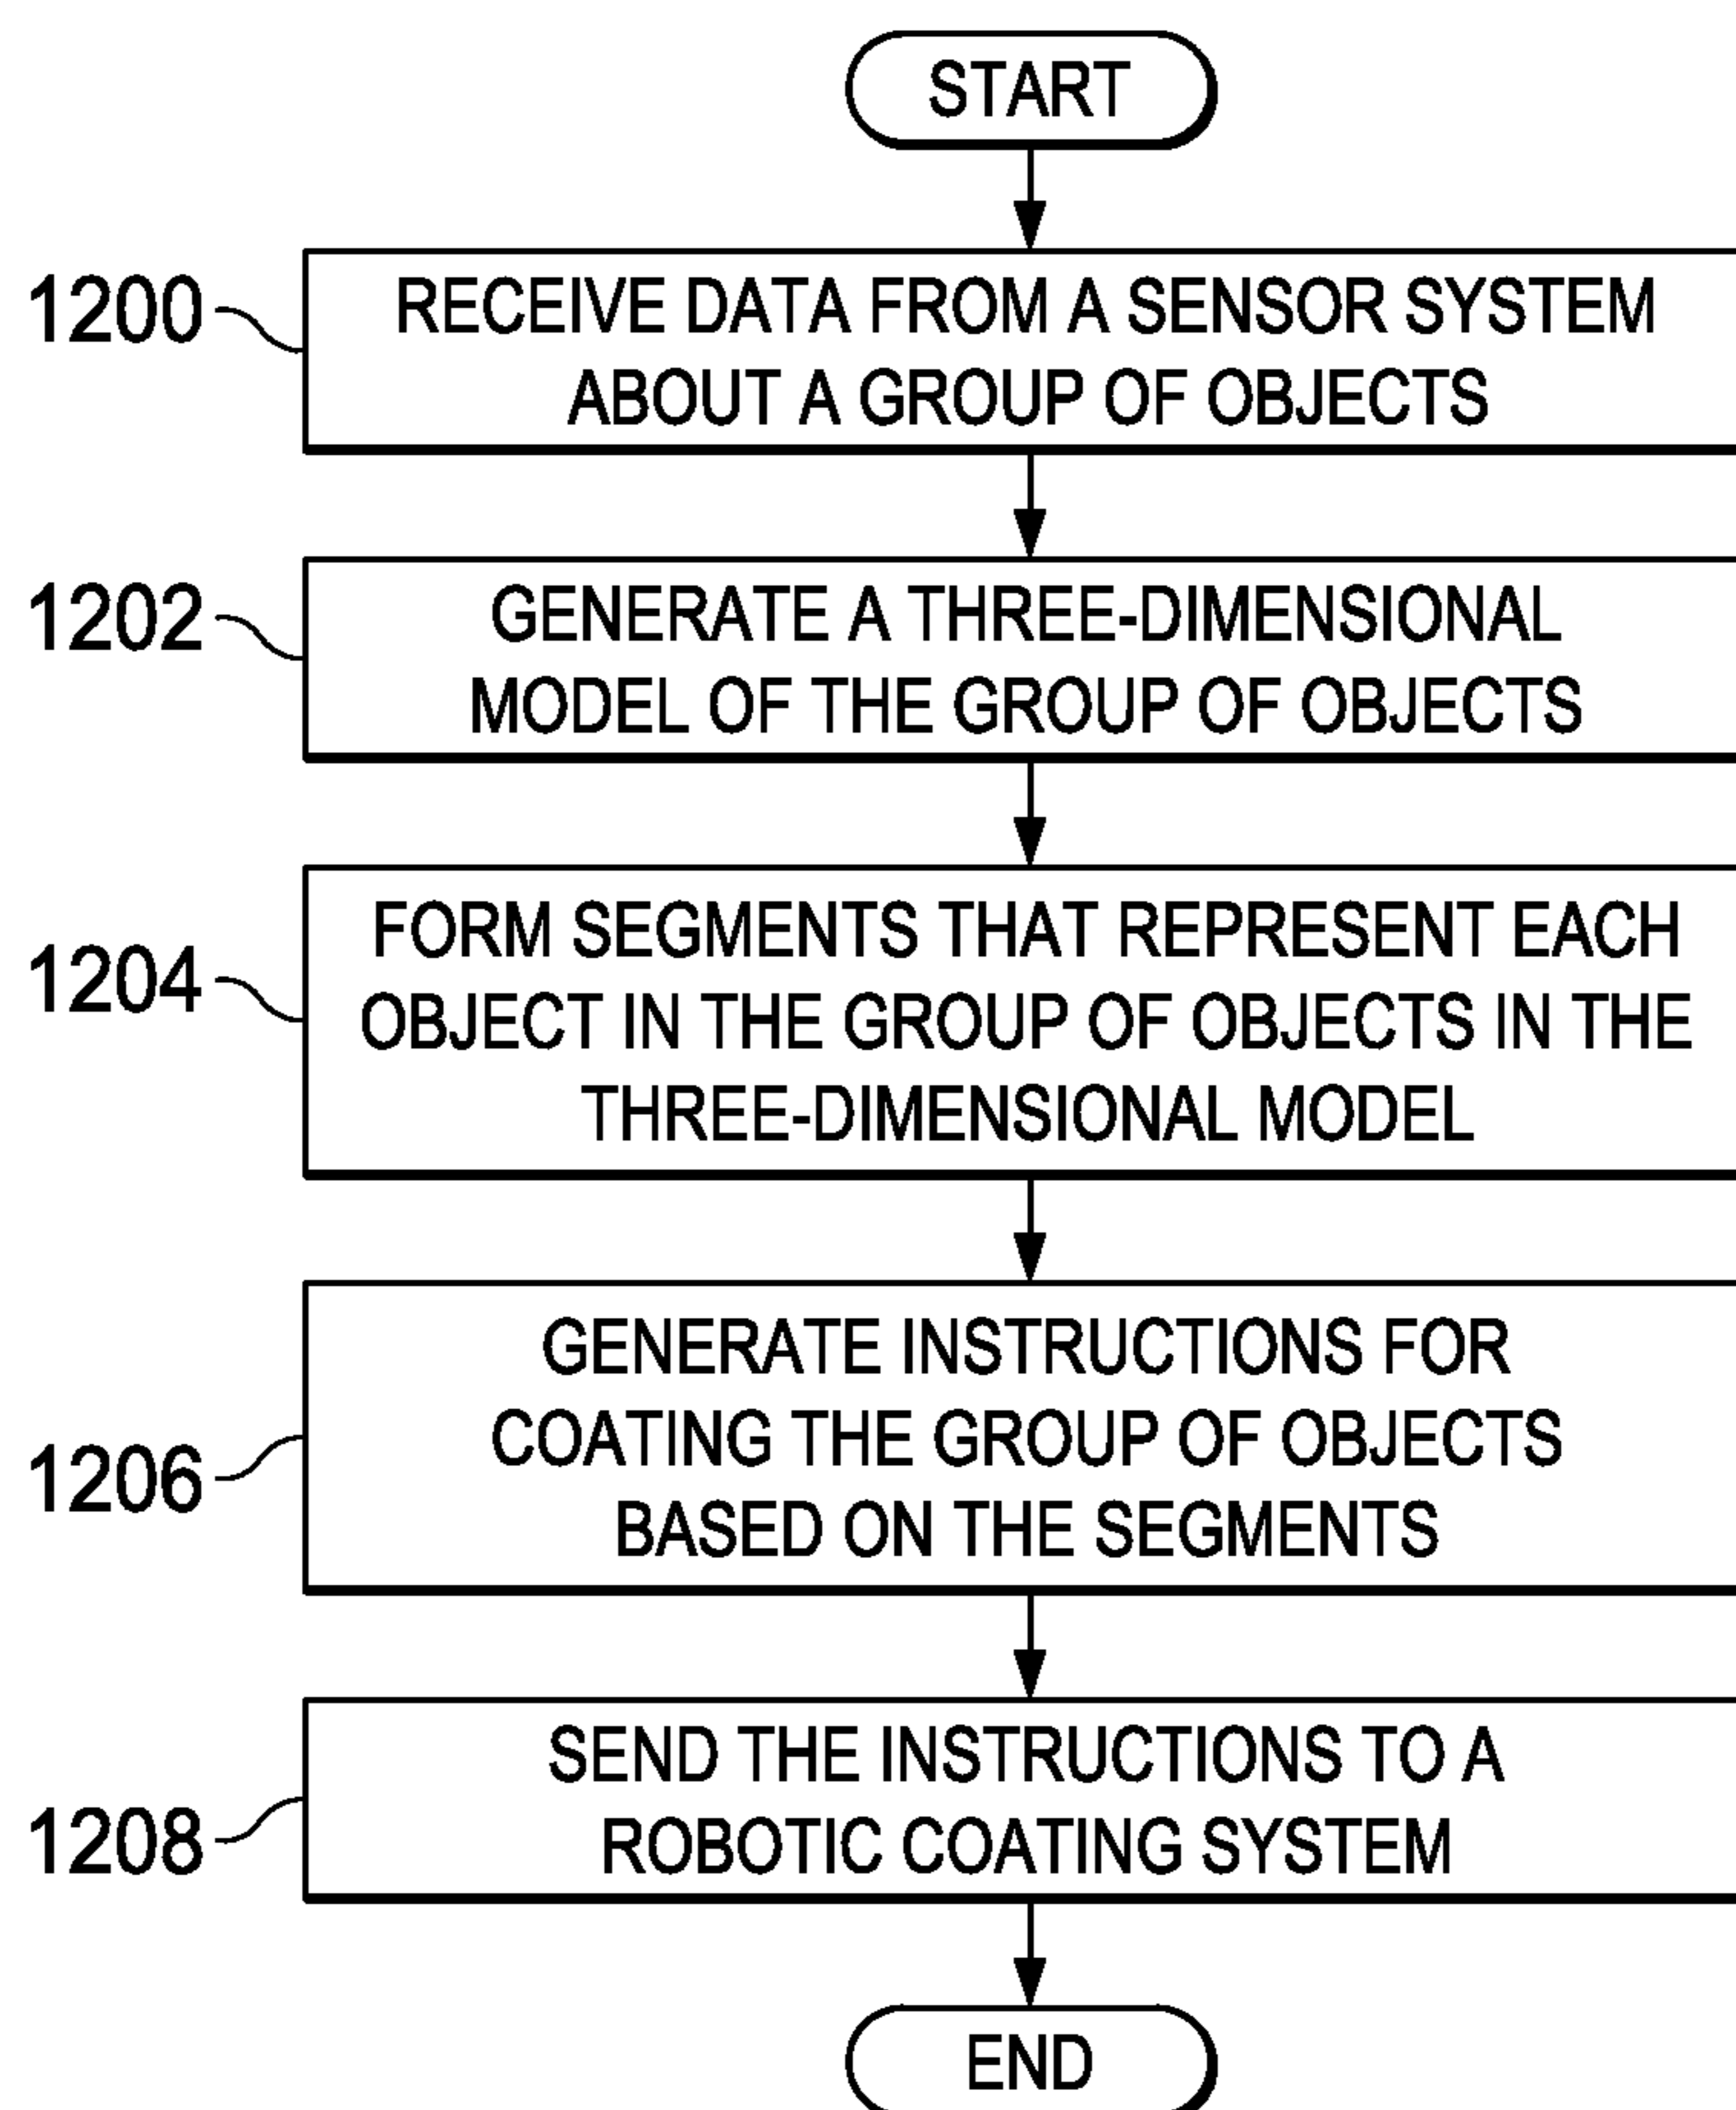 START
1200
RECEIVE DATA FROM A SENSOR SYSTEM
ABOUT A GROUP OF OBJECTS
1202
GENERATE A THREE-DIMENSIONAL
MODEL OF THE GROUP OF OBJECTS
1204
FORM SEGMENTS THAT REPRESENT EACH
OBJECT IN THE GROUP OF OBJECTS IN THE
THREE-DIMENSIONAL MODEL
1206
GENERATE INSTRUCTIONS FOR
COATING THE GROUP OF OBJECTS
BASED ON THE SEGMENTS
1208
SEND THE INSTRUCTIONS TO A
ROBOTIC COATING SYSTEM
END